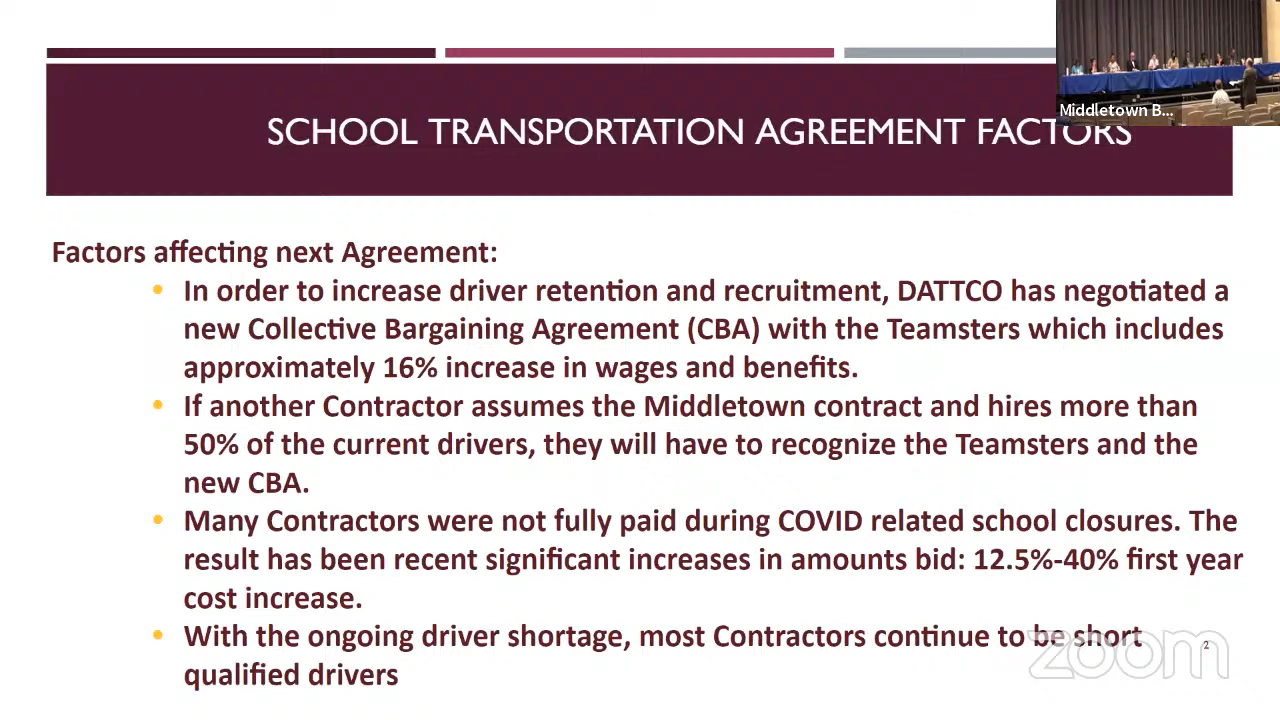 Middletown B...
SCHOOL TRANSPORTATION AGREEMENT FACTORS
Factors affecting next Agreement:
• In order to increase driver retention and recruitment, DATTCO has negotiated a
new Collective Bargaining Agreement (CBA) with the Teamsters which includes
approximately 16% increase in wages and benefits.
• If another Contractor assumes the Middletown contract and hires more than
50% of the current drivers, they will have to recognize the Teamsters and the
new CBA.
• Many Contractors were not fully paid during COVID related school closures. The
result has been recent significant increases in amounts bid: 12.5%-40% first year
cost increase.
• With the ongoing driver shortage, most Contractors continue to be short
qualified drivers
zoom
2